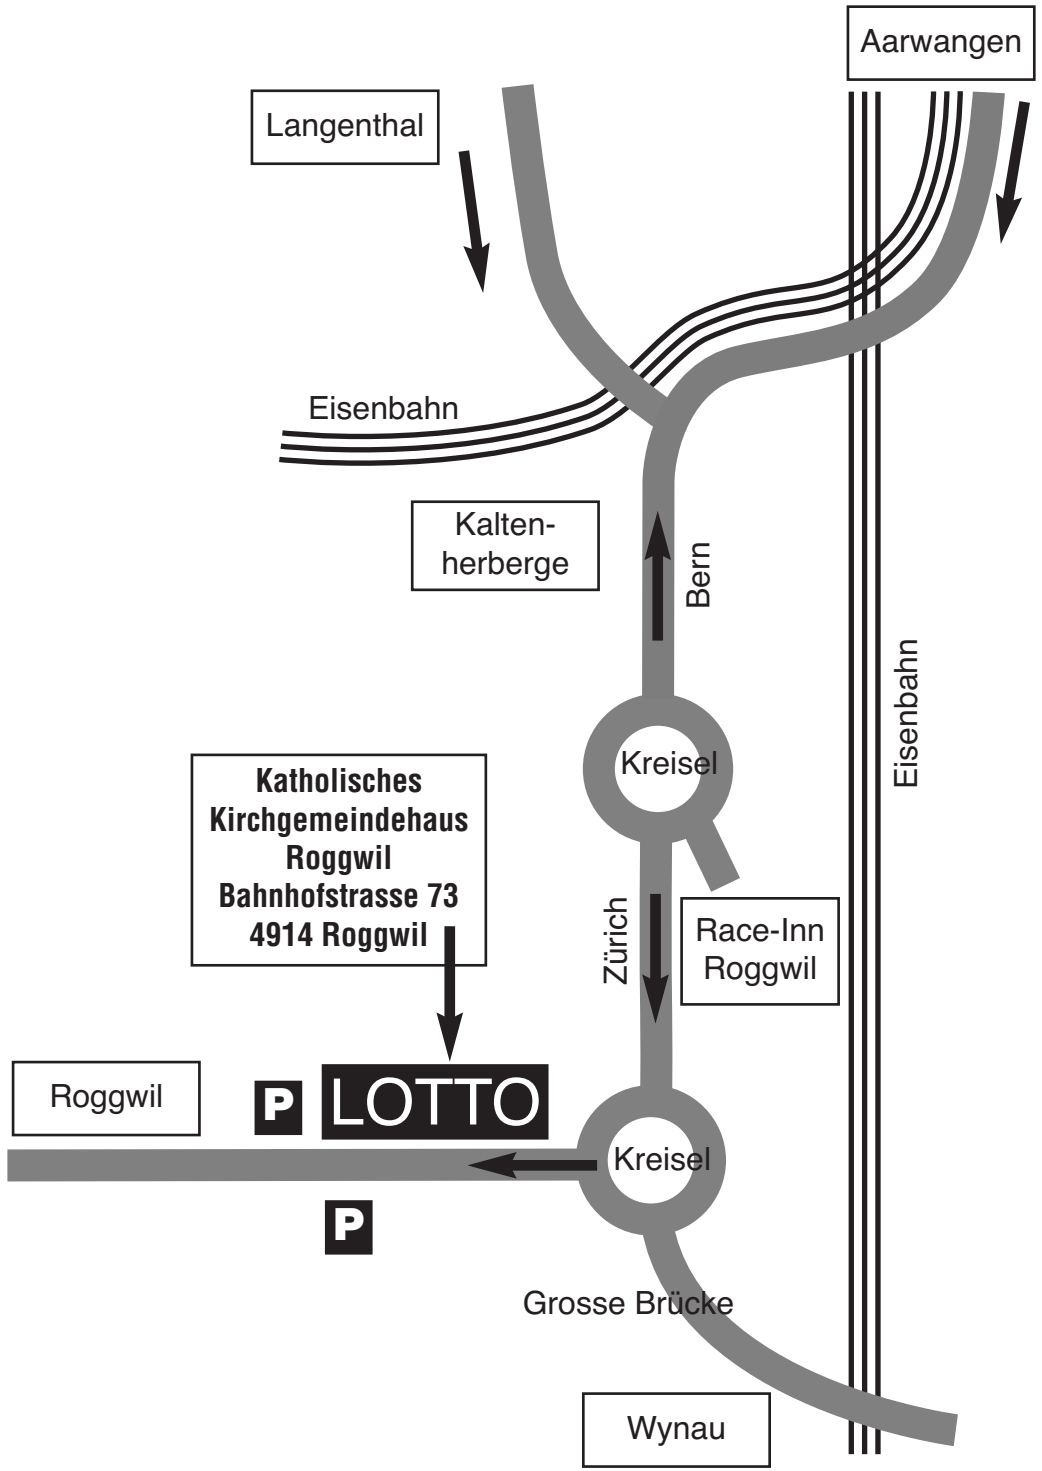 Aarwangen
Langenthal
Eisenbahn
Kalten-
herberge
Bern
Eisenbahn
Kreisel
Katholisches
Kirchgemeindehaus
Roggwil
Bahnhofstrasse 73
4914 Roggwil
Zürich
Race-Inn
Roggwil
Roggwil
P
LOTTO
Kreisel
P
Grosse Brücke
Wynau